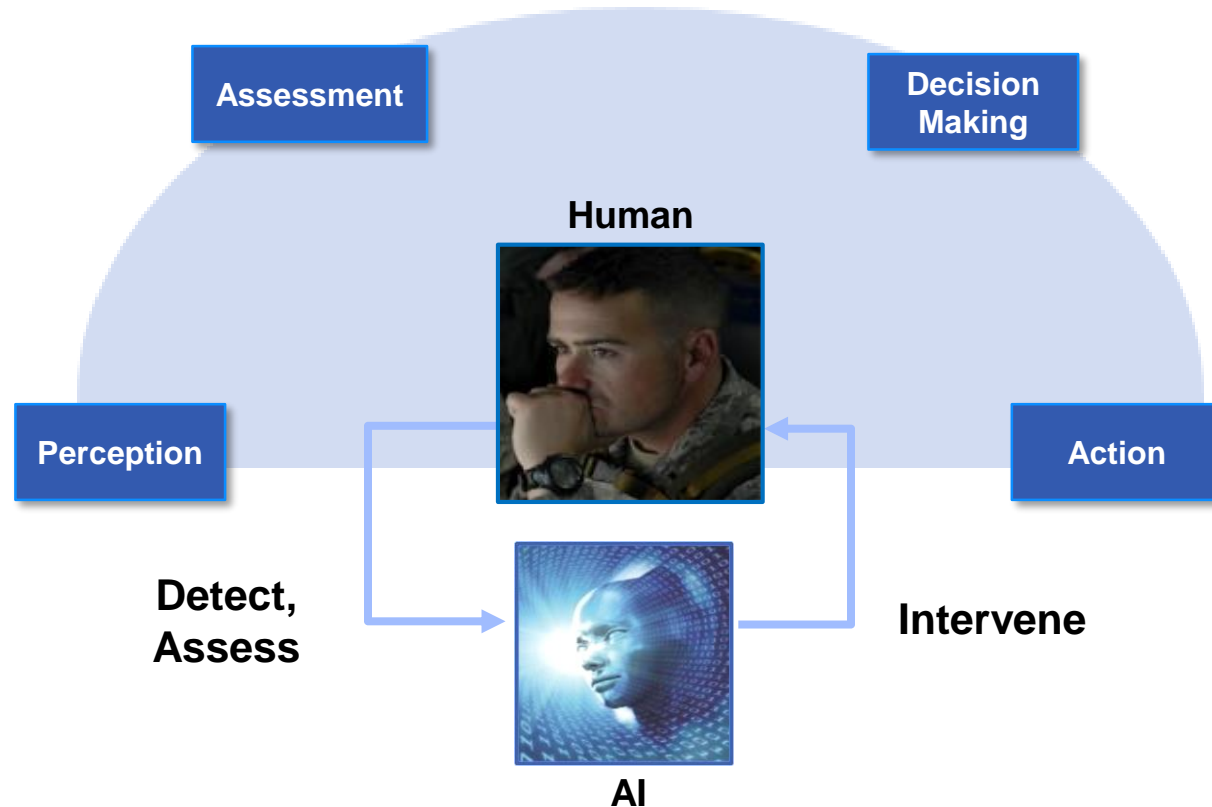 Assessment
Decision
Making
Human
Perception
Action
Detect,
Assess
Intervene
AI